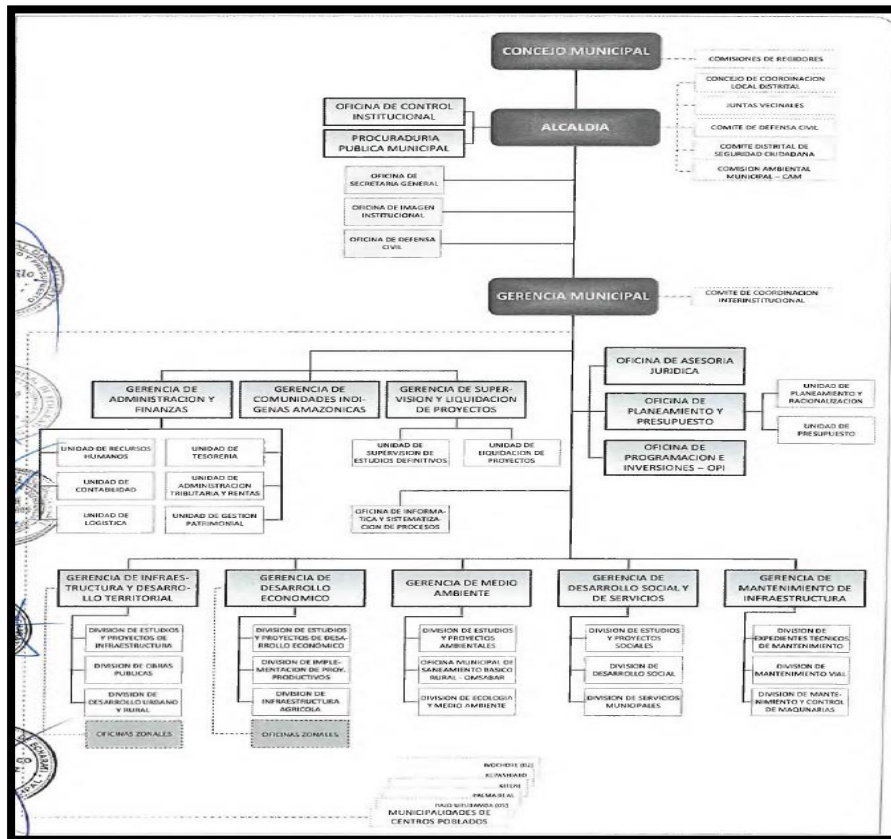 CONCEJO MUNICIPAL
COMISIONES DE REGIDORES
CONCEJO DE COORDINACION
LOCAL DISTRITAL
JUNTAS VECINALES
COMITE DE DEFENSA CIVIL
COMITE DISTRITAL DE
SEGURIDAD CIUDADANA
COMISION AMBIENTAL
MUNICIPAL – CAM
OFICINA DE CONTROL
INSTITUCIONAL
PROCURADURIA
PUBLICA MUNICIPAL
ALCALDIA
OFICINA DE
SECRETARIA GENERAL
OFICINA DE IMAGEN
INSTITUCIONAL
OFICINA DE DEFENSA
CIVIL
GERENCIA MUNICIPAL
COMITE DE COORDINACION
INTERINSTITUCIONAL
OFICINA DE ASESORIA
JURIDICA
OFICINA DE
PLANEAMIENTO Y
PRESUPUESTO
UNIDAD DE
PLANEAMIENTO Y
RACIONALIZACION
UNIDAD DE
PRESUPUESTO
OFICINA DE
PROGRAMACION E
INVERSIONES – OPI
GERENCIA DE
ADMINISTRACION Y
FINANZAS
GERENCIA DE
COMUNIDADES INDI-
GENAS AMAZONICAS
GERENCIA DE SUPER-
VISION Y LIQUIDACION
DE PROYECTOS
UNIDAD DE RECURSOS
HUMANOS
UNIDAD DE
TESORERIA
UNIDAD DE
CONTABILIDAD
UNIDAD DE
ADMINISTRACION
TRIBUTARIA Y RENTAS
UNIDAD DE
LOGISTICA
UNIDAD DE GESTION
PATRIMONIAL
UNIDAD DE
SUPERVISION DE
ESTUDIOS DEFINITIVOS
UNIDAD DE
LIQUIDACION DE
PROYECTOS
OFICINA DE INFORMA-
TICA Y SISTEMATIZA-
CION DE PROCESOS
GERENCIA DE INFRAES-
TRUCTURA Y DESARRO-
LLO TERRITORIAL
GERENCIA DE
DESARROLLO
ECONOMICO
GERENCIA DE MEDIO
AMBIENTE
GERENCIA DE
DESARROLLO SOCIAL Y
DE SERVICIOS
GERENCIA DE
MANTENIMIENTO DE
INFRAESTRUCTURA
DIVISION DE ESTUDIOS
Y PROYECTOS DE
INFRAESTRUCTURA
DIVISION DE OBRAS
PUBLICAS
DIVISION DE
DESARROLLO URBANO
Y RURAL
OFICINAS ZONALES
DIVISION DE ESTUDIOS
Y PROYECTOS DE DESA-
RROLLO ECONÓMICO
DIVISION DE IMPLE-
MENTACION DE PROY.
PRODUCTIVOS
DIVISION DE
INFRAESTRUCTURA
AGRICOLA
OFICINAS ZONALES
DIVISION DE ESTUDIOS
Y PROYECTOS
AMBIENTALES
OFICINA MUNICIPAL DE
SANEAMIENTO BASICO
RURAL - OMSABAR
DIVISION DE ECOLOGIA
Y MEDIO AMBIENTE
DIVISION DE ESTUDIOS
Y PROYECTOS
SOCIALES
DIVISION DE
DESARROLLO SOCIAL
DIVISION DE SERVICIOS
MUNICIPALES
DIVISION DE
EXPEDIENTES TÉCNICOS
DE MANTENIMIENTO
DIVISION DE
MANTENIMIENTO VIAL
DIVISION DE MANTE-
NIMIENTO Y CONTROL
DE MAQUNARIAS
KEPASHIATO
KITENI
PALMA REAL
MUNICIPALIDADES DE
CENTROS POBLADOS